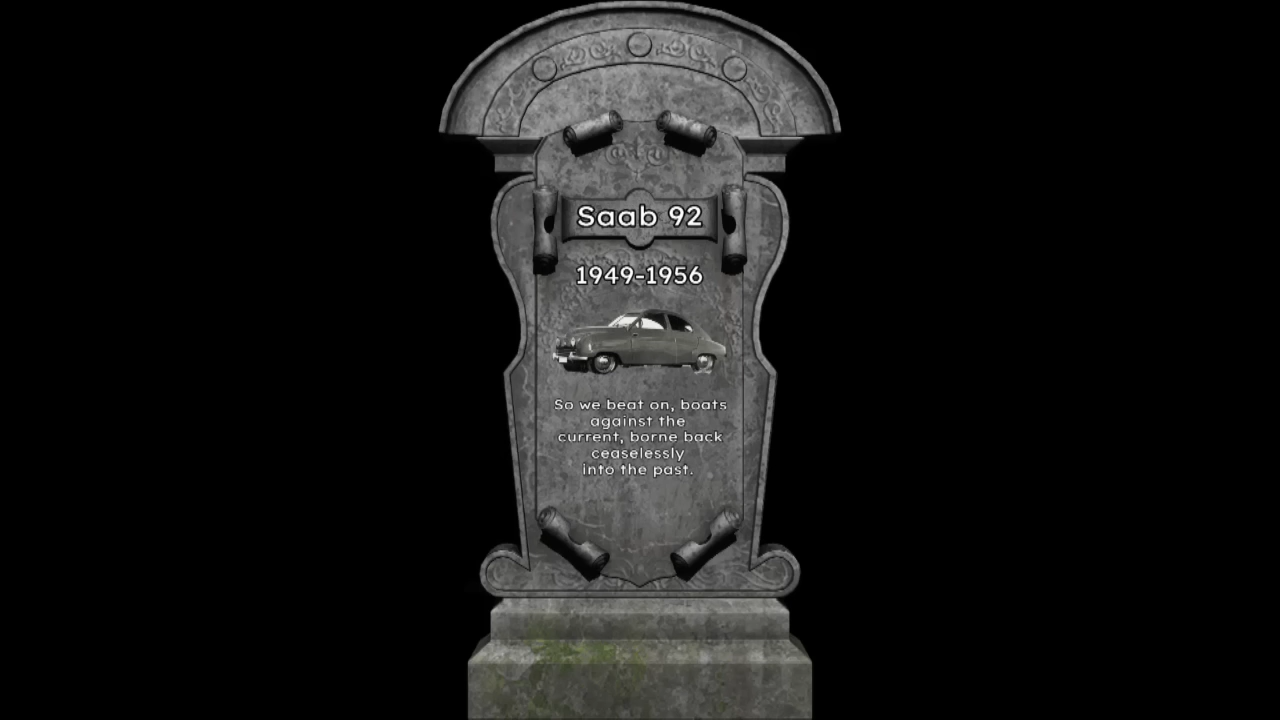 Saab 92
1949-1956
So we beat on, boats
against the
current, borne back
ceaselessly
into the past.